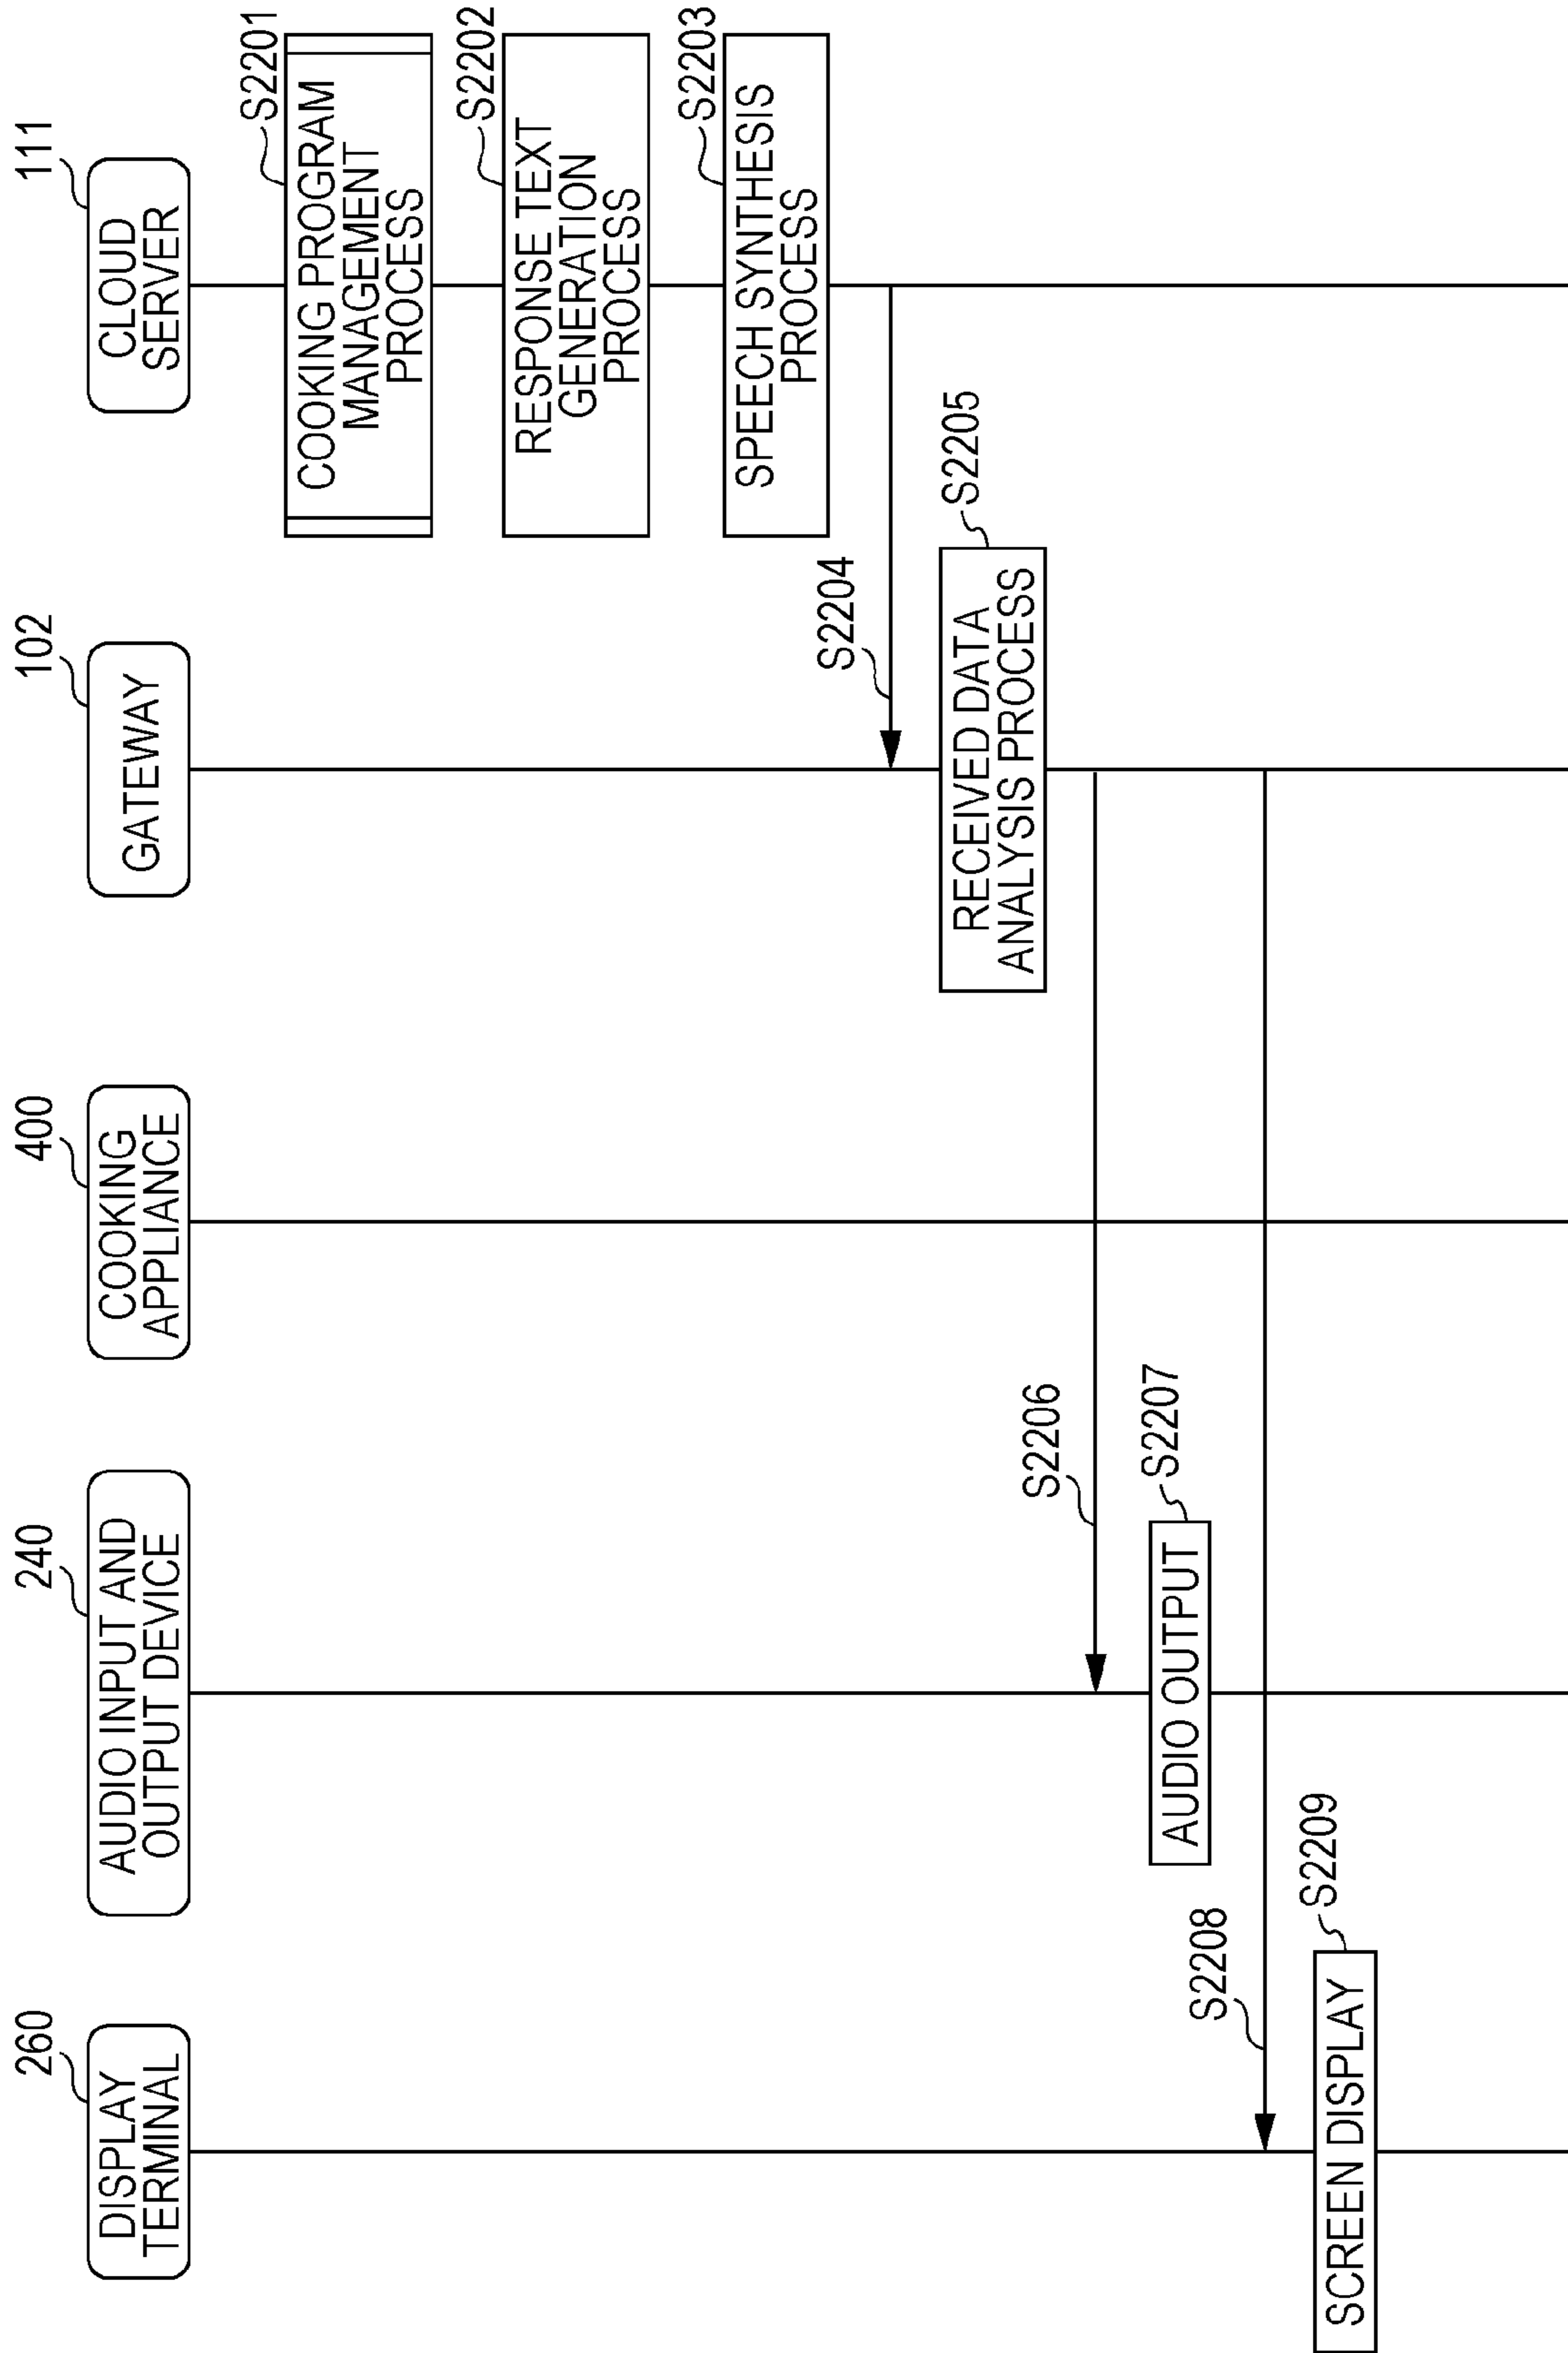 260
DISPLAY
TERMINAL
240
AUDIO INPUT AND
OUTPUT DEVICE
400
COOKING
APPLIANCE
102
GATEWAY
111
CLOUD
SERVER
S2201
COOKING PROGRAM
MANAGEMENT
PROCESS
S2202
RESPONSE TEXT
GENERATION
PROCESS
S2203
SPEECH SYNTHESIS
PROCESS
S2204
S2205
RECEIVED DATA
ANALYSIS PROCESS
S2206
S2207
AUDIO OUTPUT
S2208
S2209
SCREEN DISPLAY